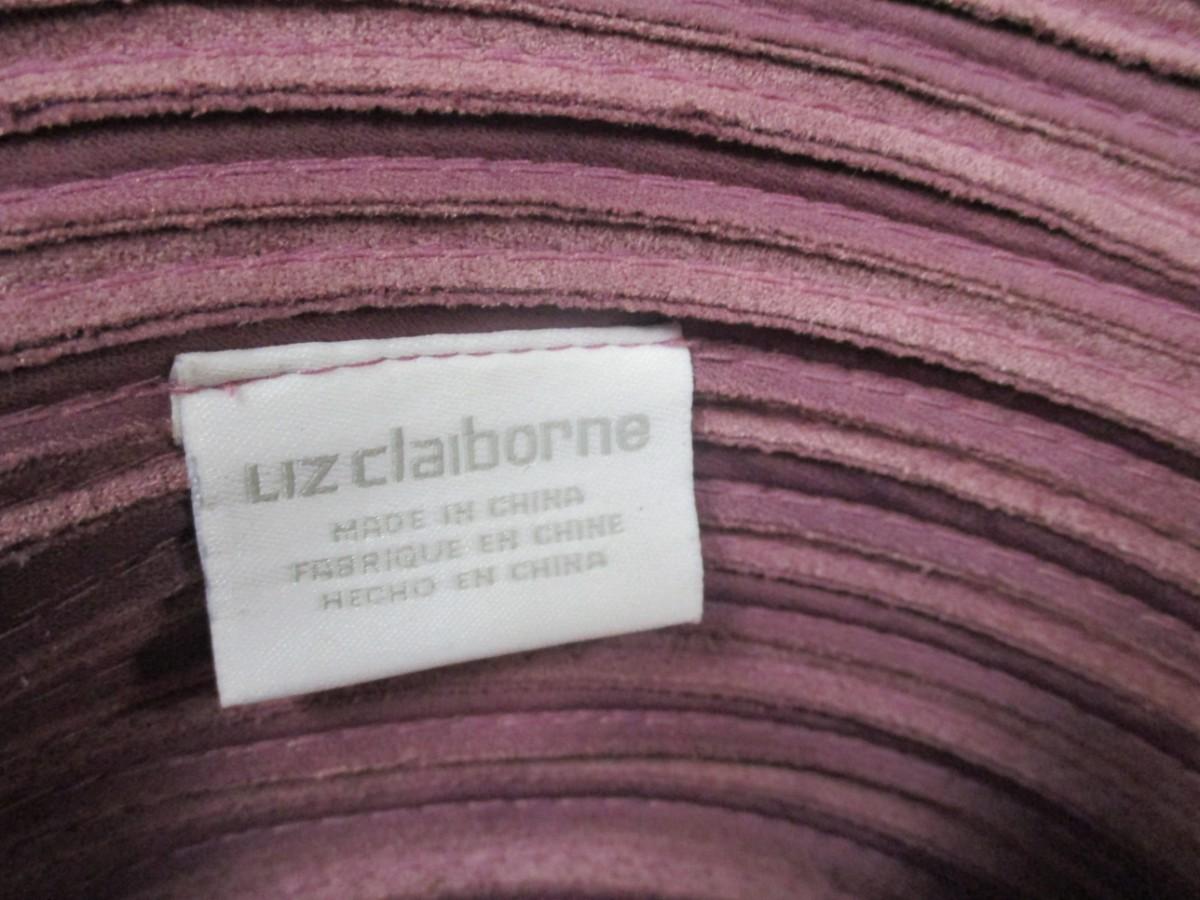 LIZ claiborne
MADE IN CHINA
FABRIQUE EN CHINE
HECHO EN CHINA